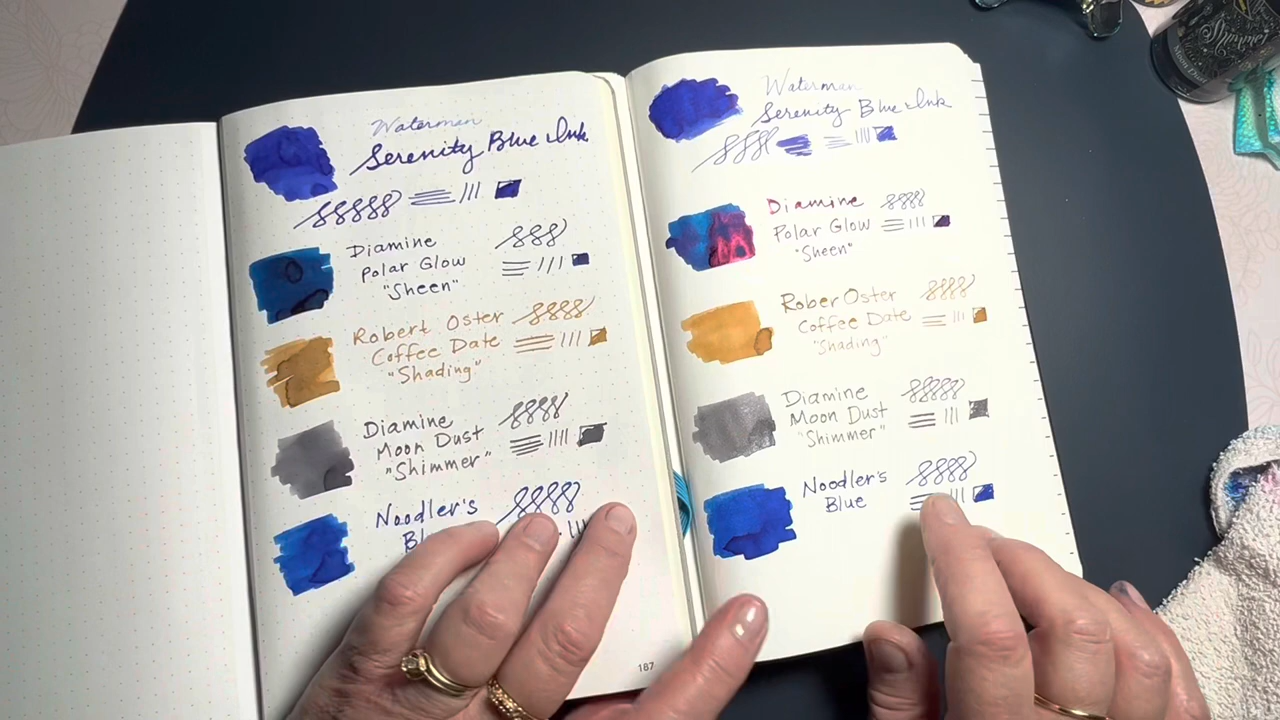 Waterman
Serenity Blue Ink
Diamine
Polar Glow
"Sheen"
Robert Oster
Coffee Date
"Shading"
Diamine
Moon Dust
"Shimmer"
Noodler's
187
Waterman
Serenity Blue Ink
Diamine
Polar Glow
"Sheen"
Rober Oster
Coffee Date
"Shading"
Diamine
Moon Dust
"Shimmer"
Noodler's
Blue